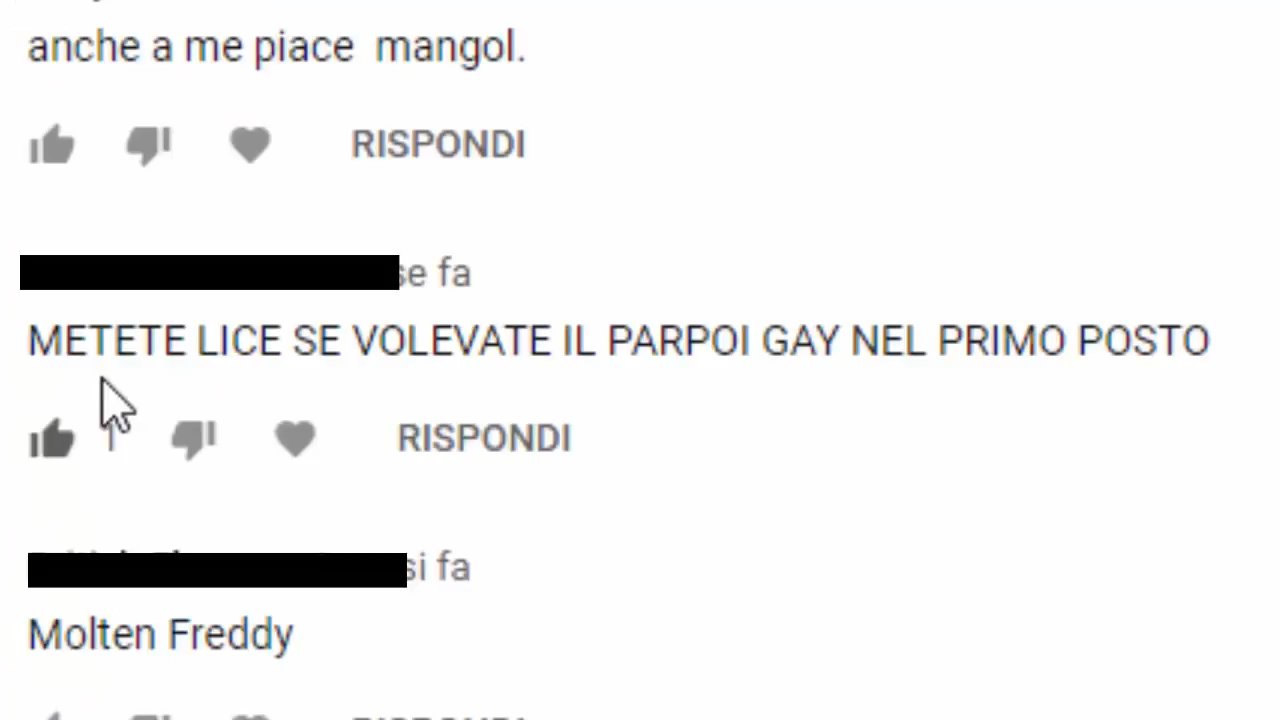 anche a me piace mangol.
RISPONDI
se fa
METETE LICE SE VOLEVATE IL PARPOI GAY NEL PRIMO POSTO
RISPONDI
si fa
Molten Freddy